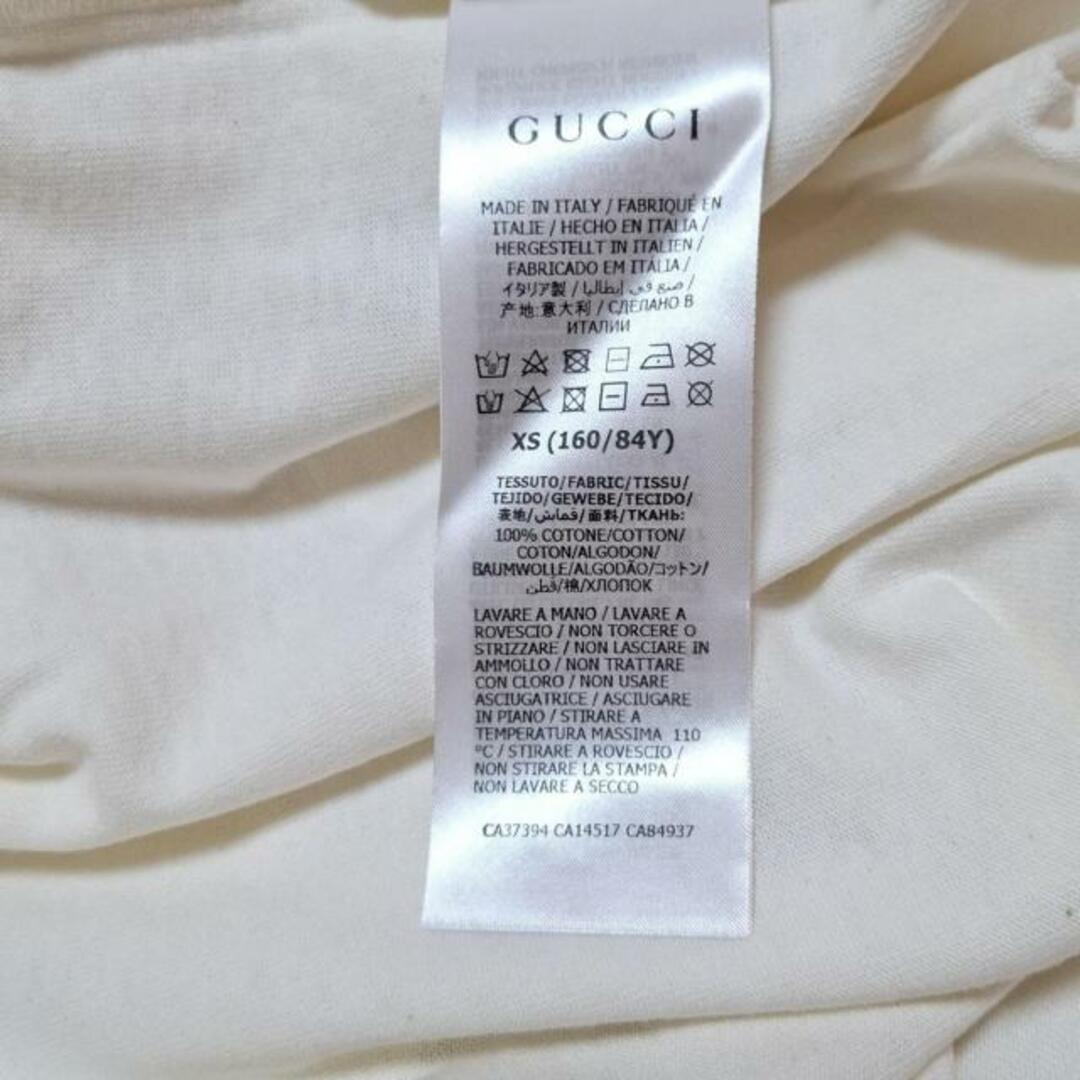 GUCCI
MADE IN ITALY / FABRIQUÉ EN
ITALIE / HECHO EN ITALIA /
HERGESTELLT IN ITALIEN /
FABRICADO EM ITÁLIA /
イタリア製 / صنع في إيطاليا /
产地:意大利 / СДЕЛАНО В
ИТАЛИИ
XS (160/84Y)
TESSUTO/FABRIC/TISSU/
TEJIDO/GEWEBE/TECIDO/
表地/قماش/面料/ТКАНЬ:
100% COTONE/COTTON/
COTON/ALGODON/
BAUMWOLLE/ALGODÃO/コットン/
قطن/棉/ХЛОПОК
LAVARE A MANO / LAVARE A
ROVESCIO / NON TORCERE O
STRIZZARE / NON LASCIARE IN
AMMOLLO / NON TRATTARE
CON CLORO / NON USARE
ASCIUGATRICE / ASCIUGARE
IN PIANO / STIRARE A
TEMPERATURA MASSIMA 110
°C / STIRARE A ROVESCIO /
NON STIRARE LA STAMPA /
NON LAVARE A SECCO
CA37394 CA14517 CA84937